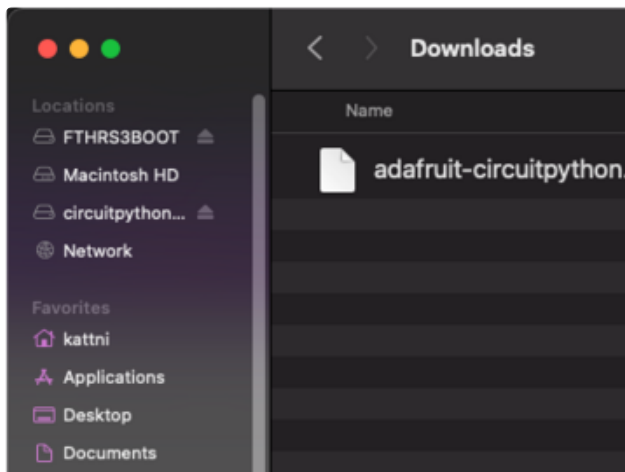 Downloads
Locations
FTHRS3BOOT
Macintosh HD
circuitpython...
Network
Favorites
kattni
Applications
Desktop
Documents
Name
adafruit-circuitpython.